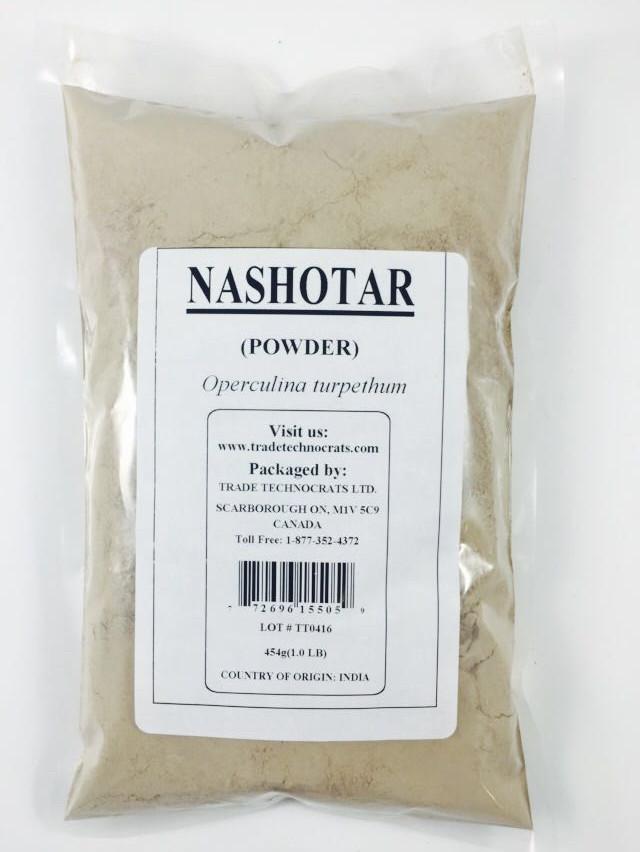 NASHOTAR
(POWDER)
Operculina turpethum
Visit us:
www.tradetechnocrats.com
Packaged by:
TRADE TECHNOCRATS LTD.
SCARBOROUGH ON, M1V 5C9
CANADA
Toll Free: 1-877-352-4372
72696 15505 9
LOT # TT0416
454g(1.0 LB)
COUNTRY OF ORIGIN: INDIA